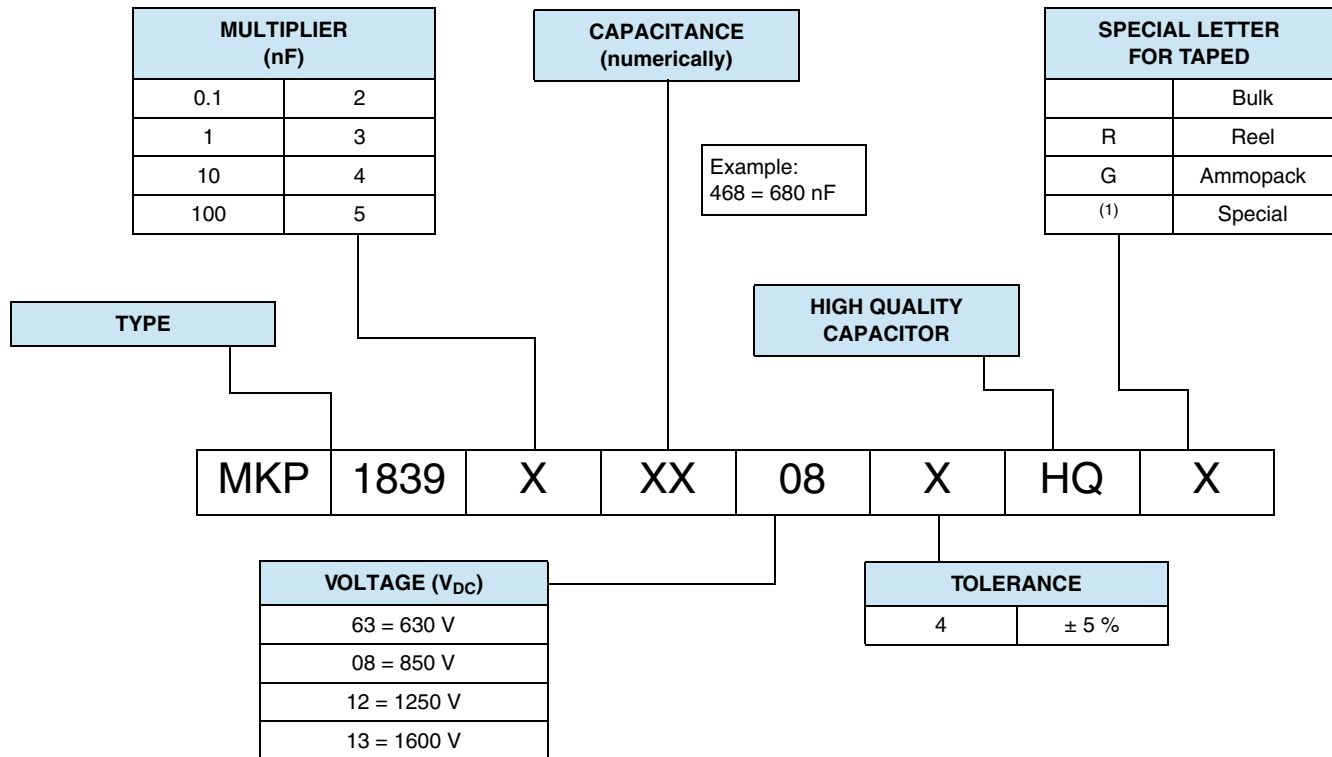 MULTIPLIER
(nF)
0.1 2
1 3
10 4
100 5
CAPACITANCE
(numerically)
Example:
468 = 680 nF
SPECIAL LETTER
FOR TAPED
Bulk
R Reel
G Ammopack
(1) Special
TYPE
HIGH QUALITY
CAPACITOR
MKP 1839 X XX 08 X HQ X
VOLTAGE (VDC)
63 = 630 V
08 = 850 V
12 = 1250 V
13 = 1600 V
TOLERANCE
4 ± 5 %